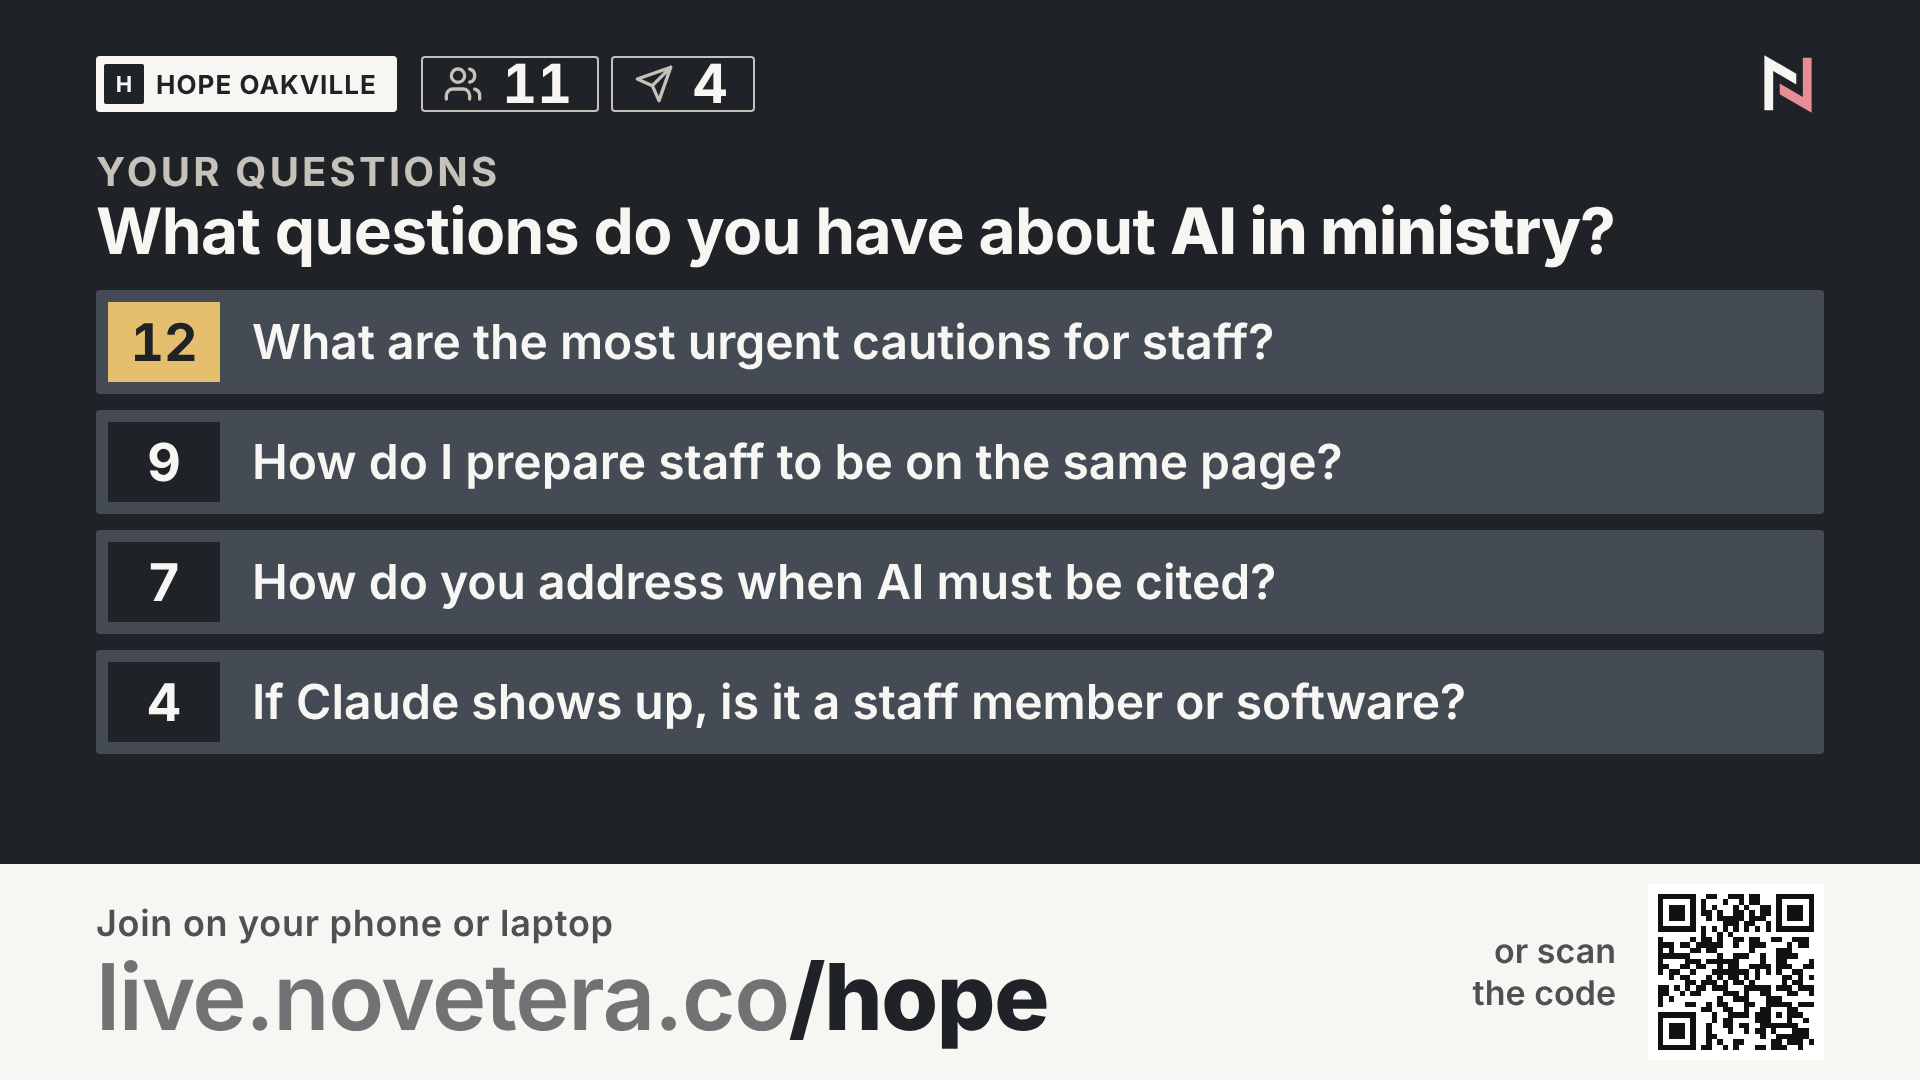 H HOPE OAKVILLE 11 4
YOUR QUESTIONS
What questions do you have about AI in ministry?
12 What are the most urgent cautions for staff?
9 How do I prepare staff to be on the same page?
7 How do you address when AI must be cited?
4 If Claude shows up, is it a staff member or software?
Join on your phone or laptop
live.novetera.co/hope
or scan
the code